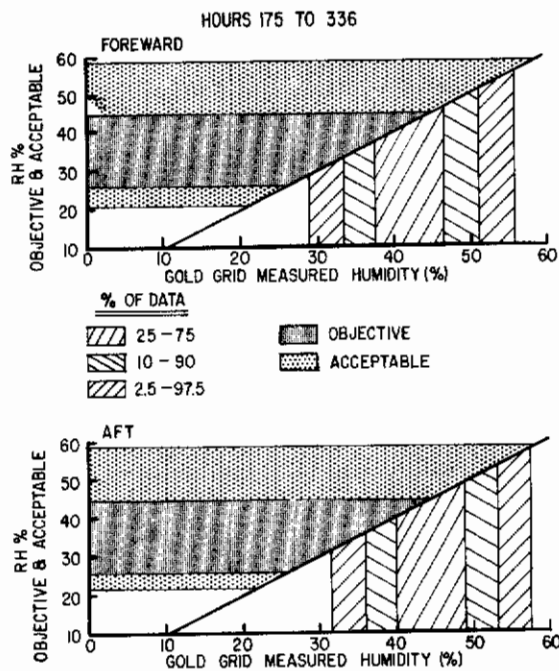 HOURS 175 TO 336
FOREWARD
60
50
40
30
20
10
RH %
OBJECTIVE & ACCEPTABLE
0 10 20 30 40 50 60
GOLD GRID MEASURED HUMIDITY (%)
% OF DATA
25 - 75
10 - 90
2.5 - 97.5
OBJECTIVE
ACCEPTABLE
AFT
60
50
40
30
20
10
RH %
OBJECTIVE & ACCEPTABLE
0 10 20 30 40 50 60
GOLD GRID MEASURED HUMIDITY (%)